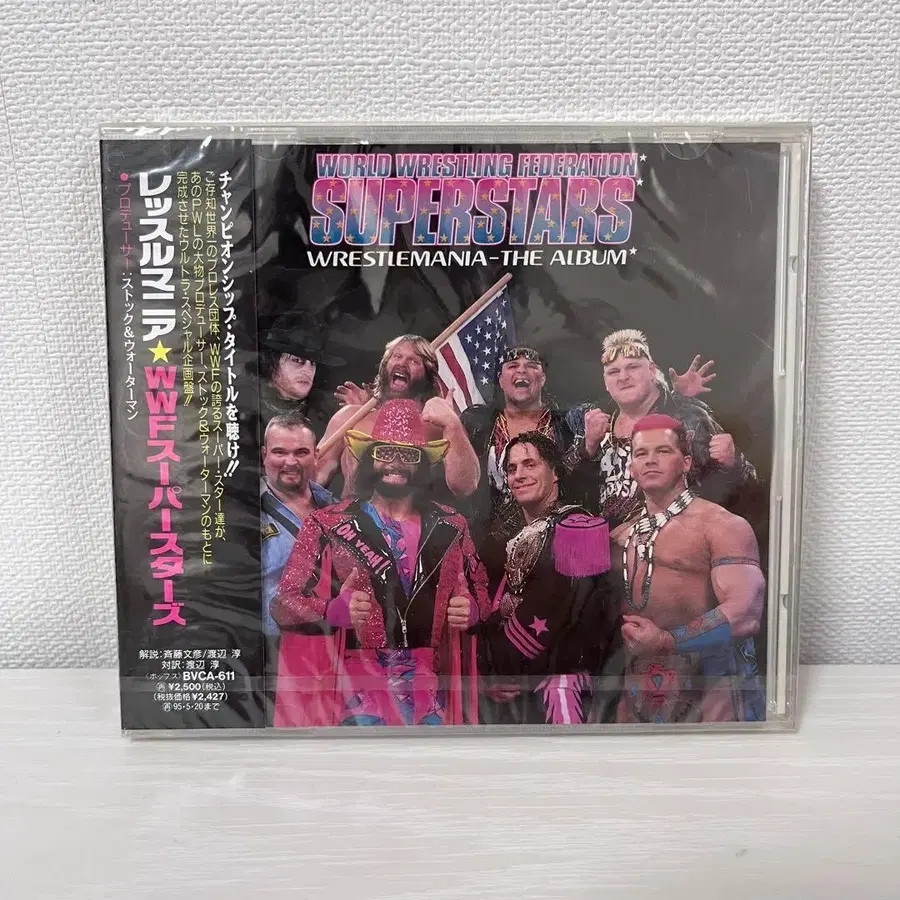 WORLD WRESTLING FEDERATION
SUPERSTARS
WRESTLEMANIA-THE ALBUM
OH YEAH!!
チャンピオンシップ・タイトルを聴け!!
ご存知世界一のプロレス団体、WWFの誇るスーパー・スター達が、
あのPWLの大物プロデューサー、ストック&ウォーターマンのもとに
完成させたウルトラ・スペシャル企画盤!!
レッスルマニア★WWFスーパースターズ
●プロデューサー:ストック&ウォーターマン
解説:斉藤文彦/渡辺 淳
対訳:渡辺 淳
〈ポップス〉BVCA-611
再¥2,500(税込)
(税抜価格¥2,427)
再95・5・20まで